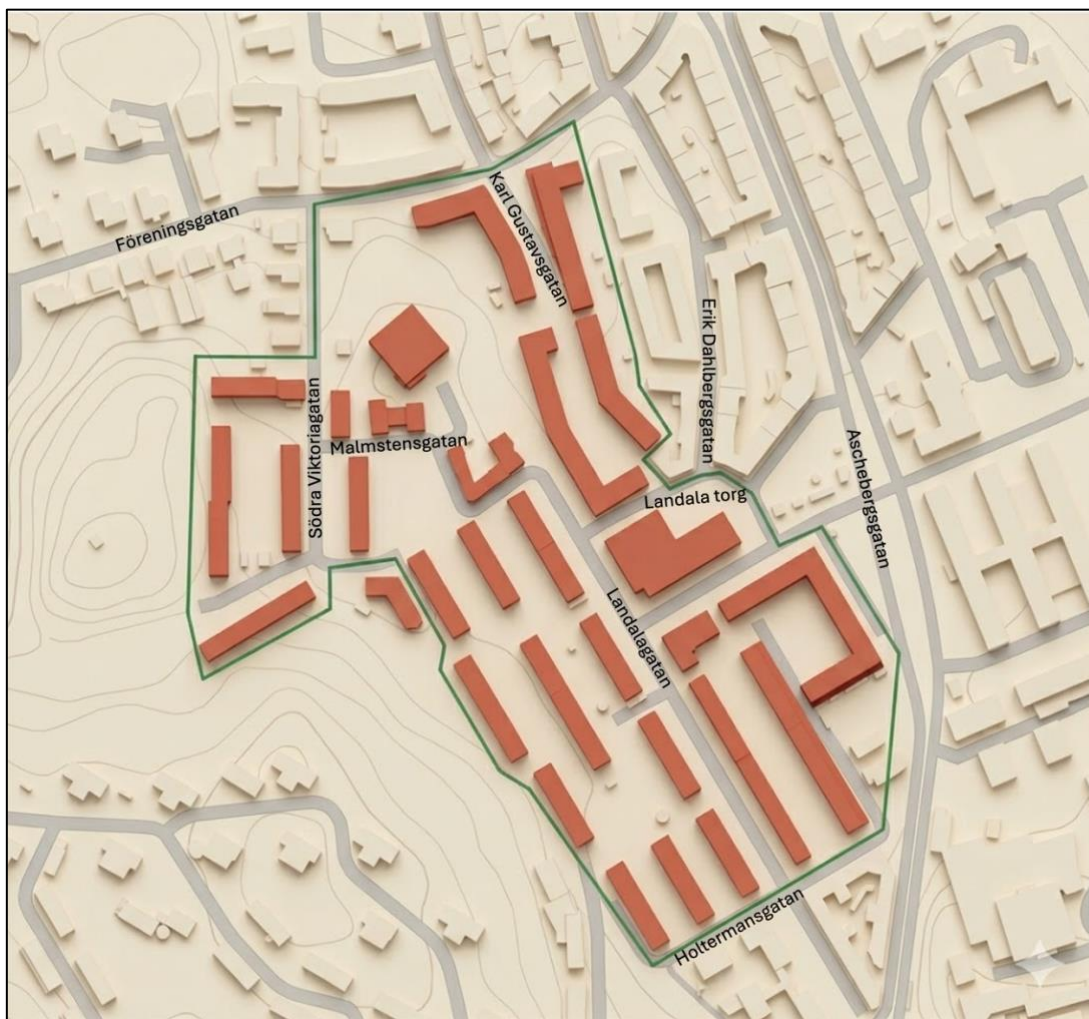 Föreningsgatan
Karl Gustavsgatan
Erik Dahlbergsgatan
Södra Viktoriagatan
Malmstensgatan
Aschebergsgatan
Landala torg
Landalagatan
Holtermansgatan